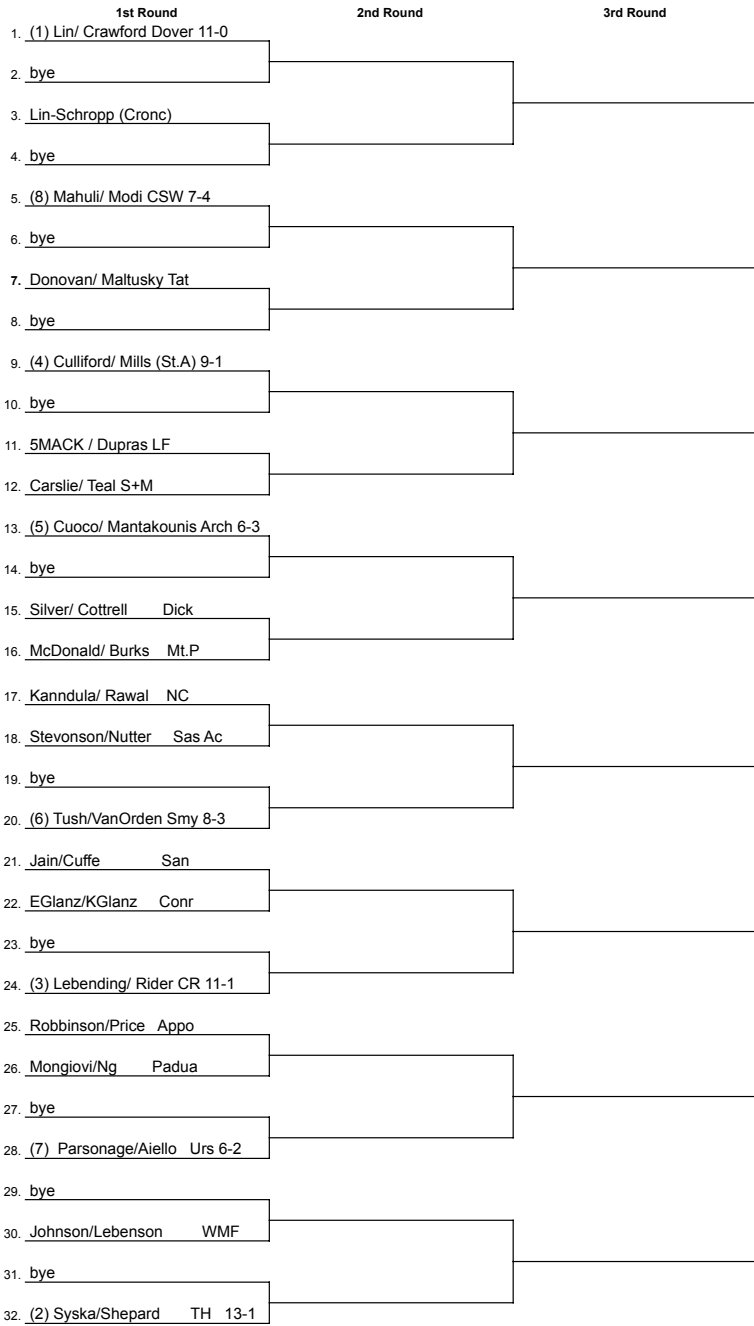 1st Round 2nd Round 3rd Round
1. (1) Lin/ Crawford Dover 11-0
2. bye
3. Lin-Schropp (Cronc)
4. bye
5. (8) Mahuli/ Modi CSW 7-4
6. bye
7. Donovan/ Maltusky Tat
8. bye
9. (4) Culliford/ Mills (St.A) 9-1
10. bye
11. 5MACK / Dupras LF
12. Carslie/ Teal S+M
13. (5) Cuoco/ Mantakounis Arch 6-3
14. bye
15. Silver/ Cottrell Dick
16. McDonald/ Burks Mt.P
17. Kanndula/ Rawal NC
18. Stevonson/Nutter Sas Ac
19. bye
20. (6) Tush/VanOrden Smy 8-3
21. Jain/Cuffe San
22. EGlanz/KGlanz Conr
23. bye
24. (3) Lebending/ Rider CR 11-1
25. Robbinson/Price Appo
26. Mongiovi/Ng Padua
27. bye
28. (7) Parsonage/Aiello Urs 6-2
29. bye
30. Johnson/Lebenson WMF
31. bye
32. (2) Syska/Shepard TH 13-1